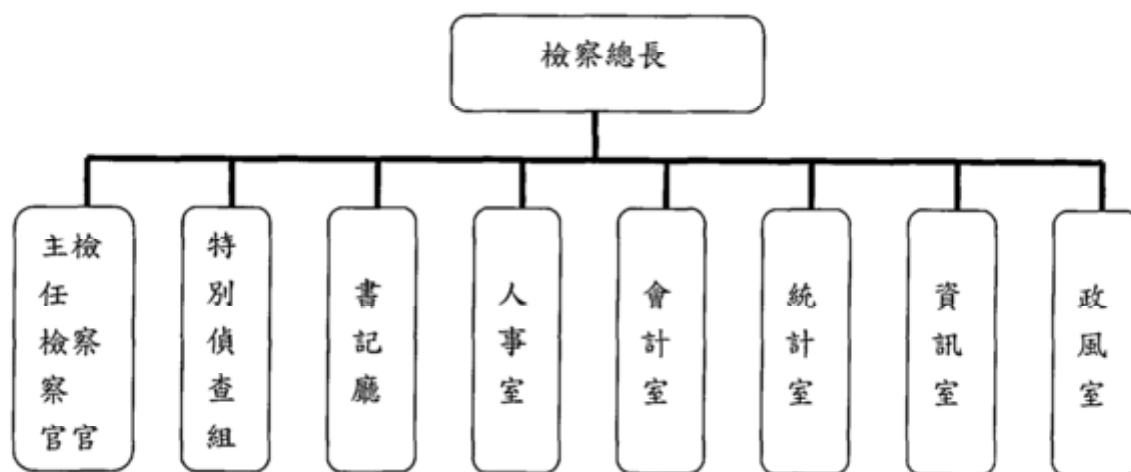 檢察總長
主任檢察官
檢察官
特別偵查組
書記廳
人事室
會計室
統計室
資訊室
政風室